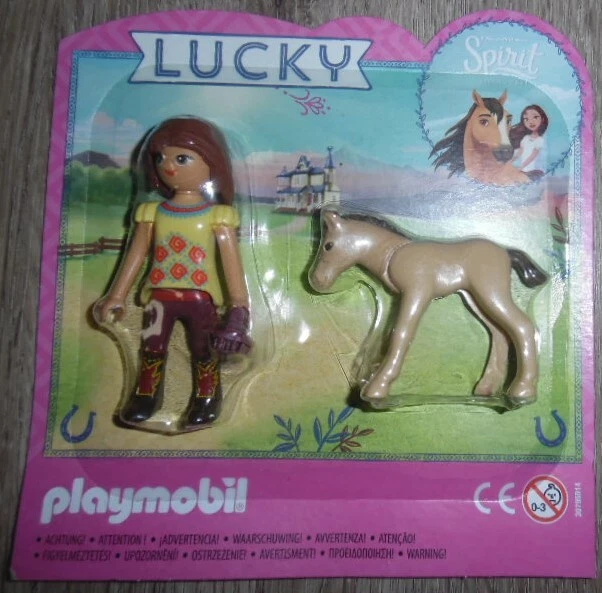 LUCKY
Spirit
playmobil
CE
0-3
• ACHTUNG! • ATTENTION ! • ¡ADVERTENCIA! • WAARSCHUWING! • AVVERTENZA! • ATENÇÃO!
• FIGYELMEZTETÉS! • UPOZORNĚNÍ! • OSTRZEŻENIE! • AVERTISMENT! • ΠΡΟΕΙΔΟΠΟΙΗΣΗ! • WARNING!